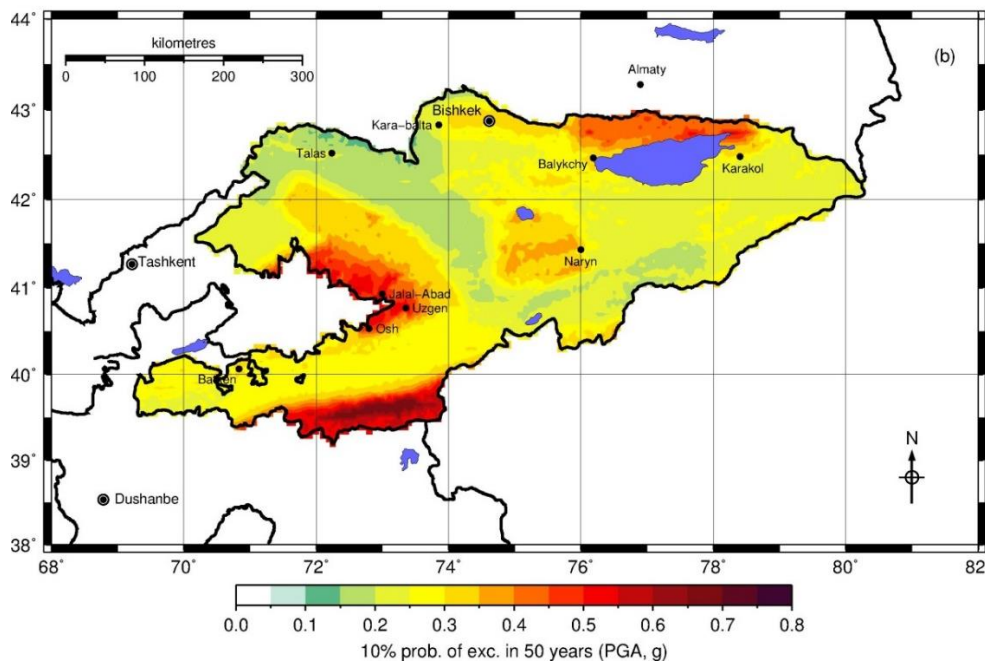 44
43
42
41
40
39
38
kilometres
0 50 100 200 300
(b)
Almaty
Bishkek
Kara-balta
Talas
Balykchy
Karakol
Tashkent
Naryn
Jalal-Abad
Uzgen
Osh
N
Dushanbe
68 70 72 74 76 78 80 82
0.0 0.1 0.2 0.3 0.4 0.5 0.6 0.7 0.8
10% prob. of exc. in 50 years (PGA, g)